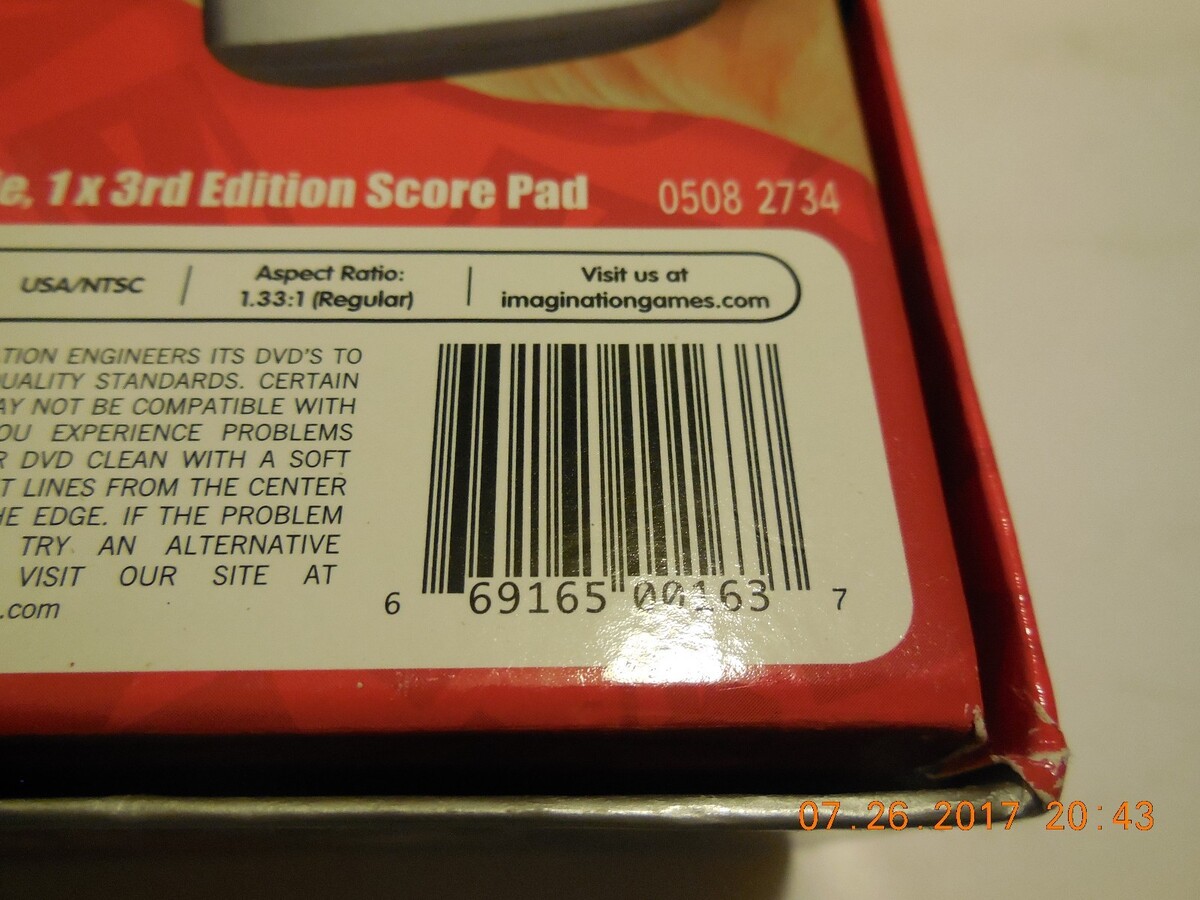 e, 1 x 3rd Edition Score Pad 0508 2734
USA/NTSC | Aspect Ratio: 1.33:1 (Regular) | Visit us at imaginationgames.com
TION ENGINEERS ITS DVD'S TO
UALITY STANDARDS. CERTAIN
AY NOT BE COMPATIBLE WITH
OU EXPERIENCE PROBLEMS
R DVD CLEAN WITH A SOFT
T LINES FROM THE CENTER
HE EDGE. IF THE PROBLEM
TRY AN ALTERNATIVE
VISIT OUR SITE AT
.com
6 69165 00163 7
07.26.2017 20:43